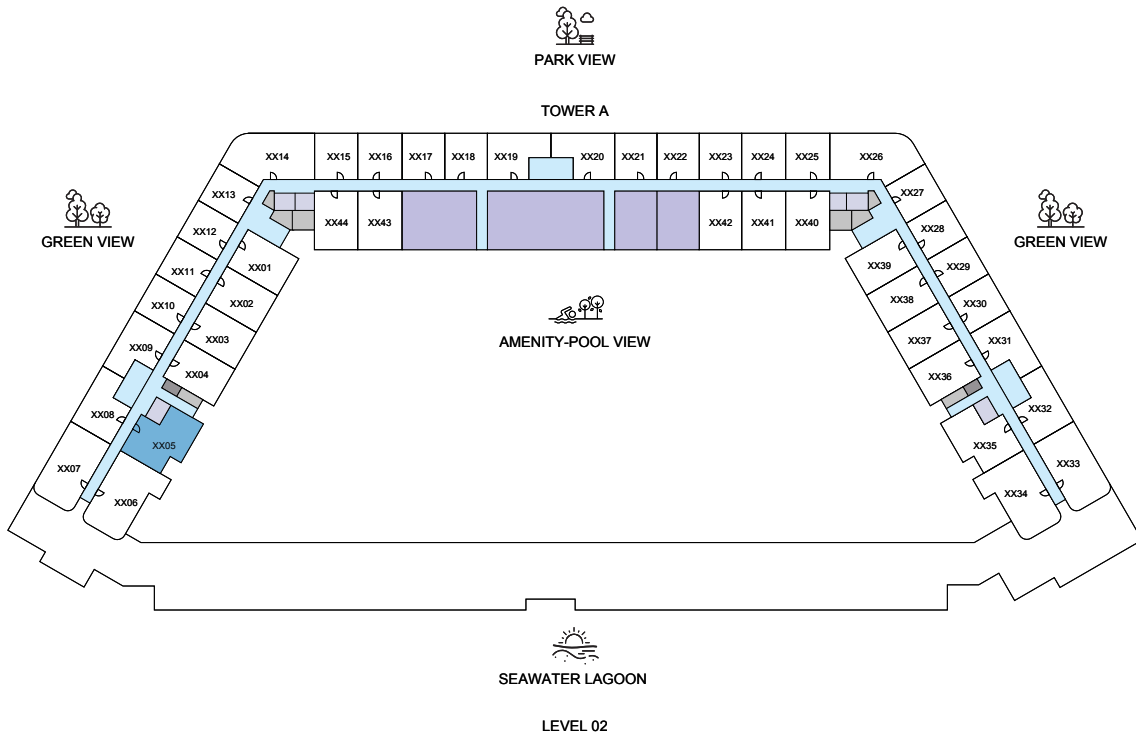 PARK VIEW
TOWER A
XX14
XX15
XX16
XX17
XX18
XX19
XX20
XX21
XX22
XX23
XX24
XX25
XX26
XX13
XX27
XX44
XX43
XX42
XX41
XX40
XX12
XX28
GREEN VIEW
GREEN VIEW
XX11
XX01
XX39
XX29
XX10
XX02
XX38
XX30
XX09
XX03
XX37
XX31
AMENITY-POOL VIEW
XX04
XX36
XX08
XX32
XX05
XX35
XX07
XX33
XX06
XX34
SEAWATER LAGOON
LEVEL 02